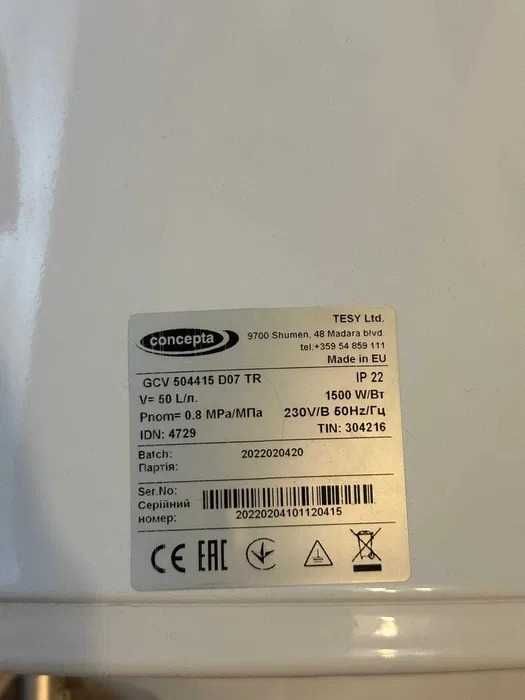 concepta
TESY Ltd.
9700 Shumen, 48 Madara blvd.
tel.+359 54 859 111
Made in EU
GCV 504415 D07 TR IP 22
V= 50 L/л. 1500 W/Вт
Pnom= 0.8 MPa/МПа 230V/В 50Hz/Гц
IDN: 4729 TIN: 304216
Batch: 2022020420
Партія:
Ser.No:
Серійний
номер: 20220204101120415
CE EAC